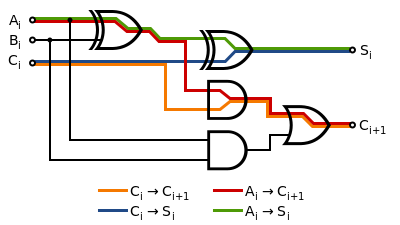 Aᵢ
Bᵢ
Cᵢ
Sᵢ
Cᵢ₊₁
Cᵢ → Cᵢ₊₁ Aᵢ → Cᵢ₊₁
Cᵢ → Sᵢ Aᵢ → Sᵢ